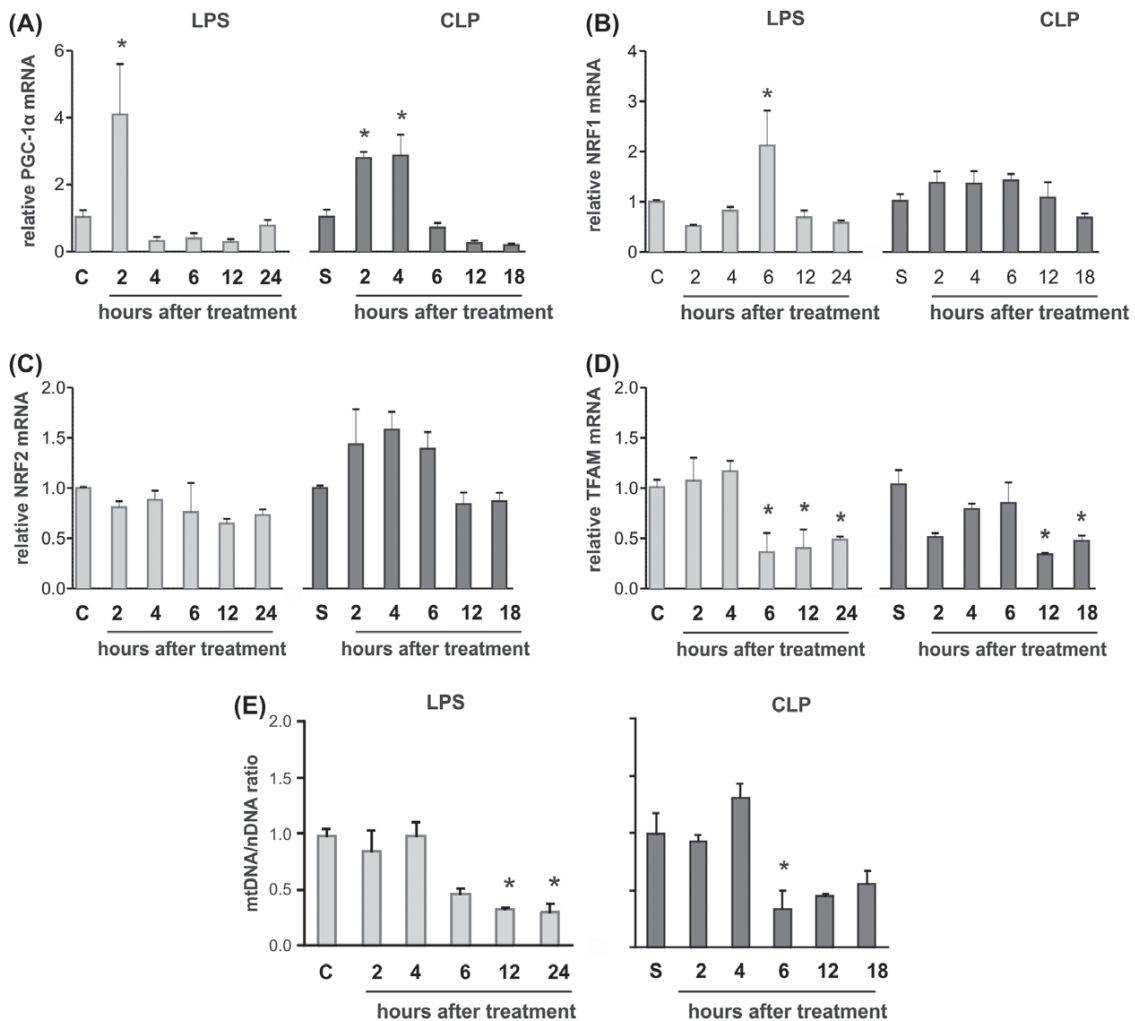 (A) LPS CLP
relative PGC-1α mRNA
6
4
2
0
* * *
C 2 4 6 12 24 S 2 4 6 12 18
hours after treatment hours after treatment
(B) LPS CLP
relative NRF1 mRNA
4
3
2
1
0
*
C 2 4 6 12 24 S 2 4 6 12 18
hours after treatment hours after treatment
(C)
relative NRF2 mRNA
2.0
1.5
1.0
0.5
0.0
C 2 4 6 12 24 S 2 4 6 12 18
hours after treatment hours after treatment
(D)
relative TFAM mRNA
2.0
1.5
1.0
0.5
0.0
* * * * *
C 2 4 6 12 24 S 2 4 6 12 18
hours after treatment hours after treatment
(E) LPS CLP
mtDNA/nDNA ratio
2.0
1.5
1.0
0.5
0.0
* * *
C 2 4 6 12 24 S 2 4 6 12 18
hours after treatment hours after treatment